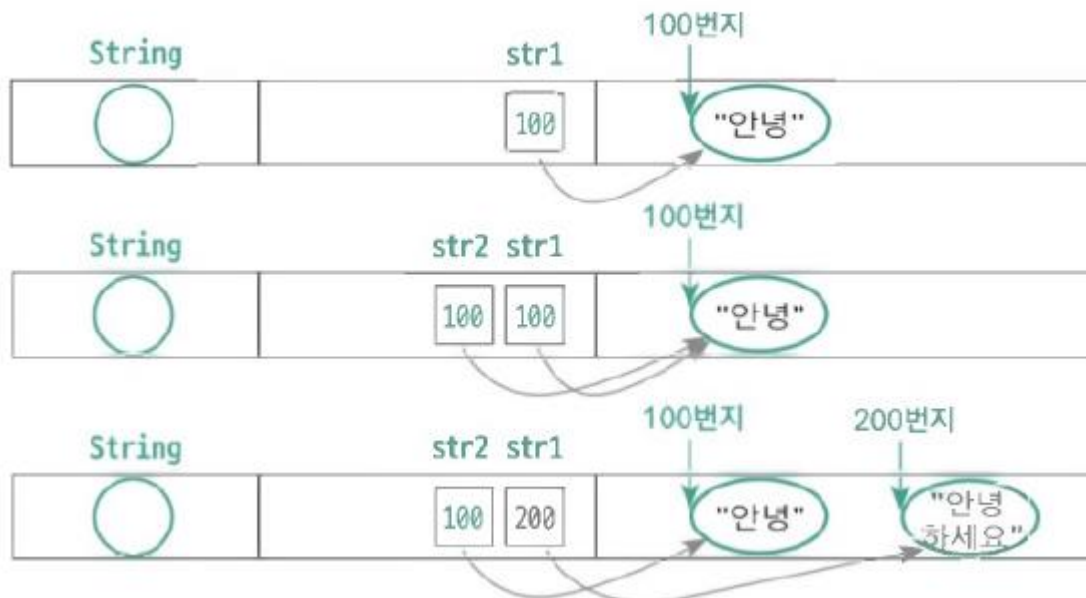 100번지
String str1
100 "안녕"
100번지
String str2 str1
100 100 "안녕"
100번지 200번지
String str2 str1
100 200 "안녕" "안녕
하세요"